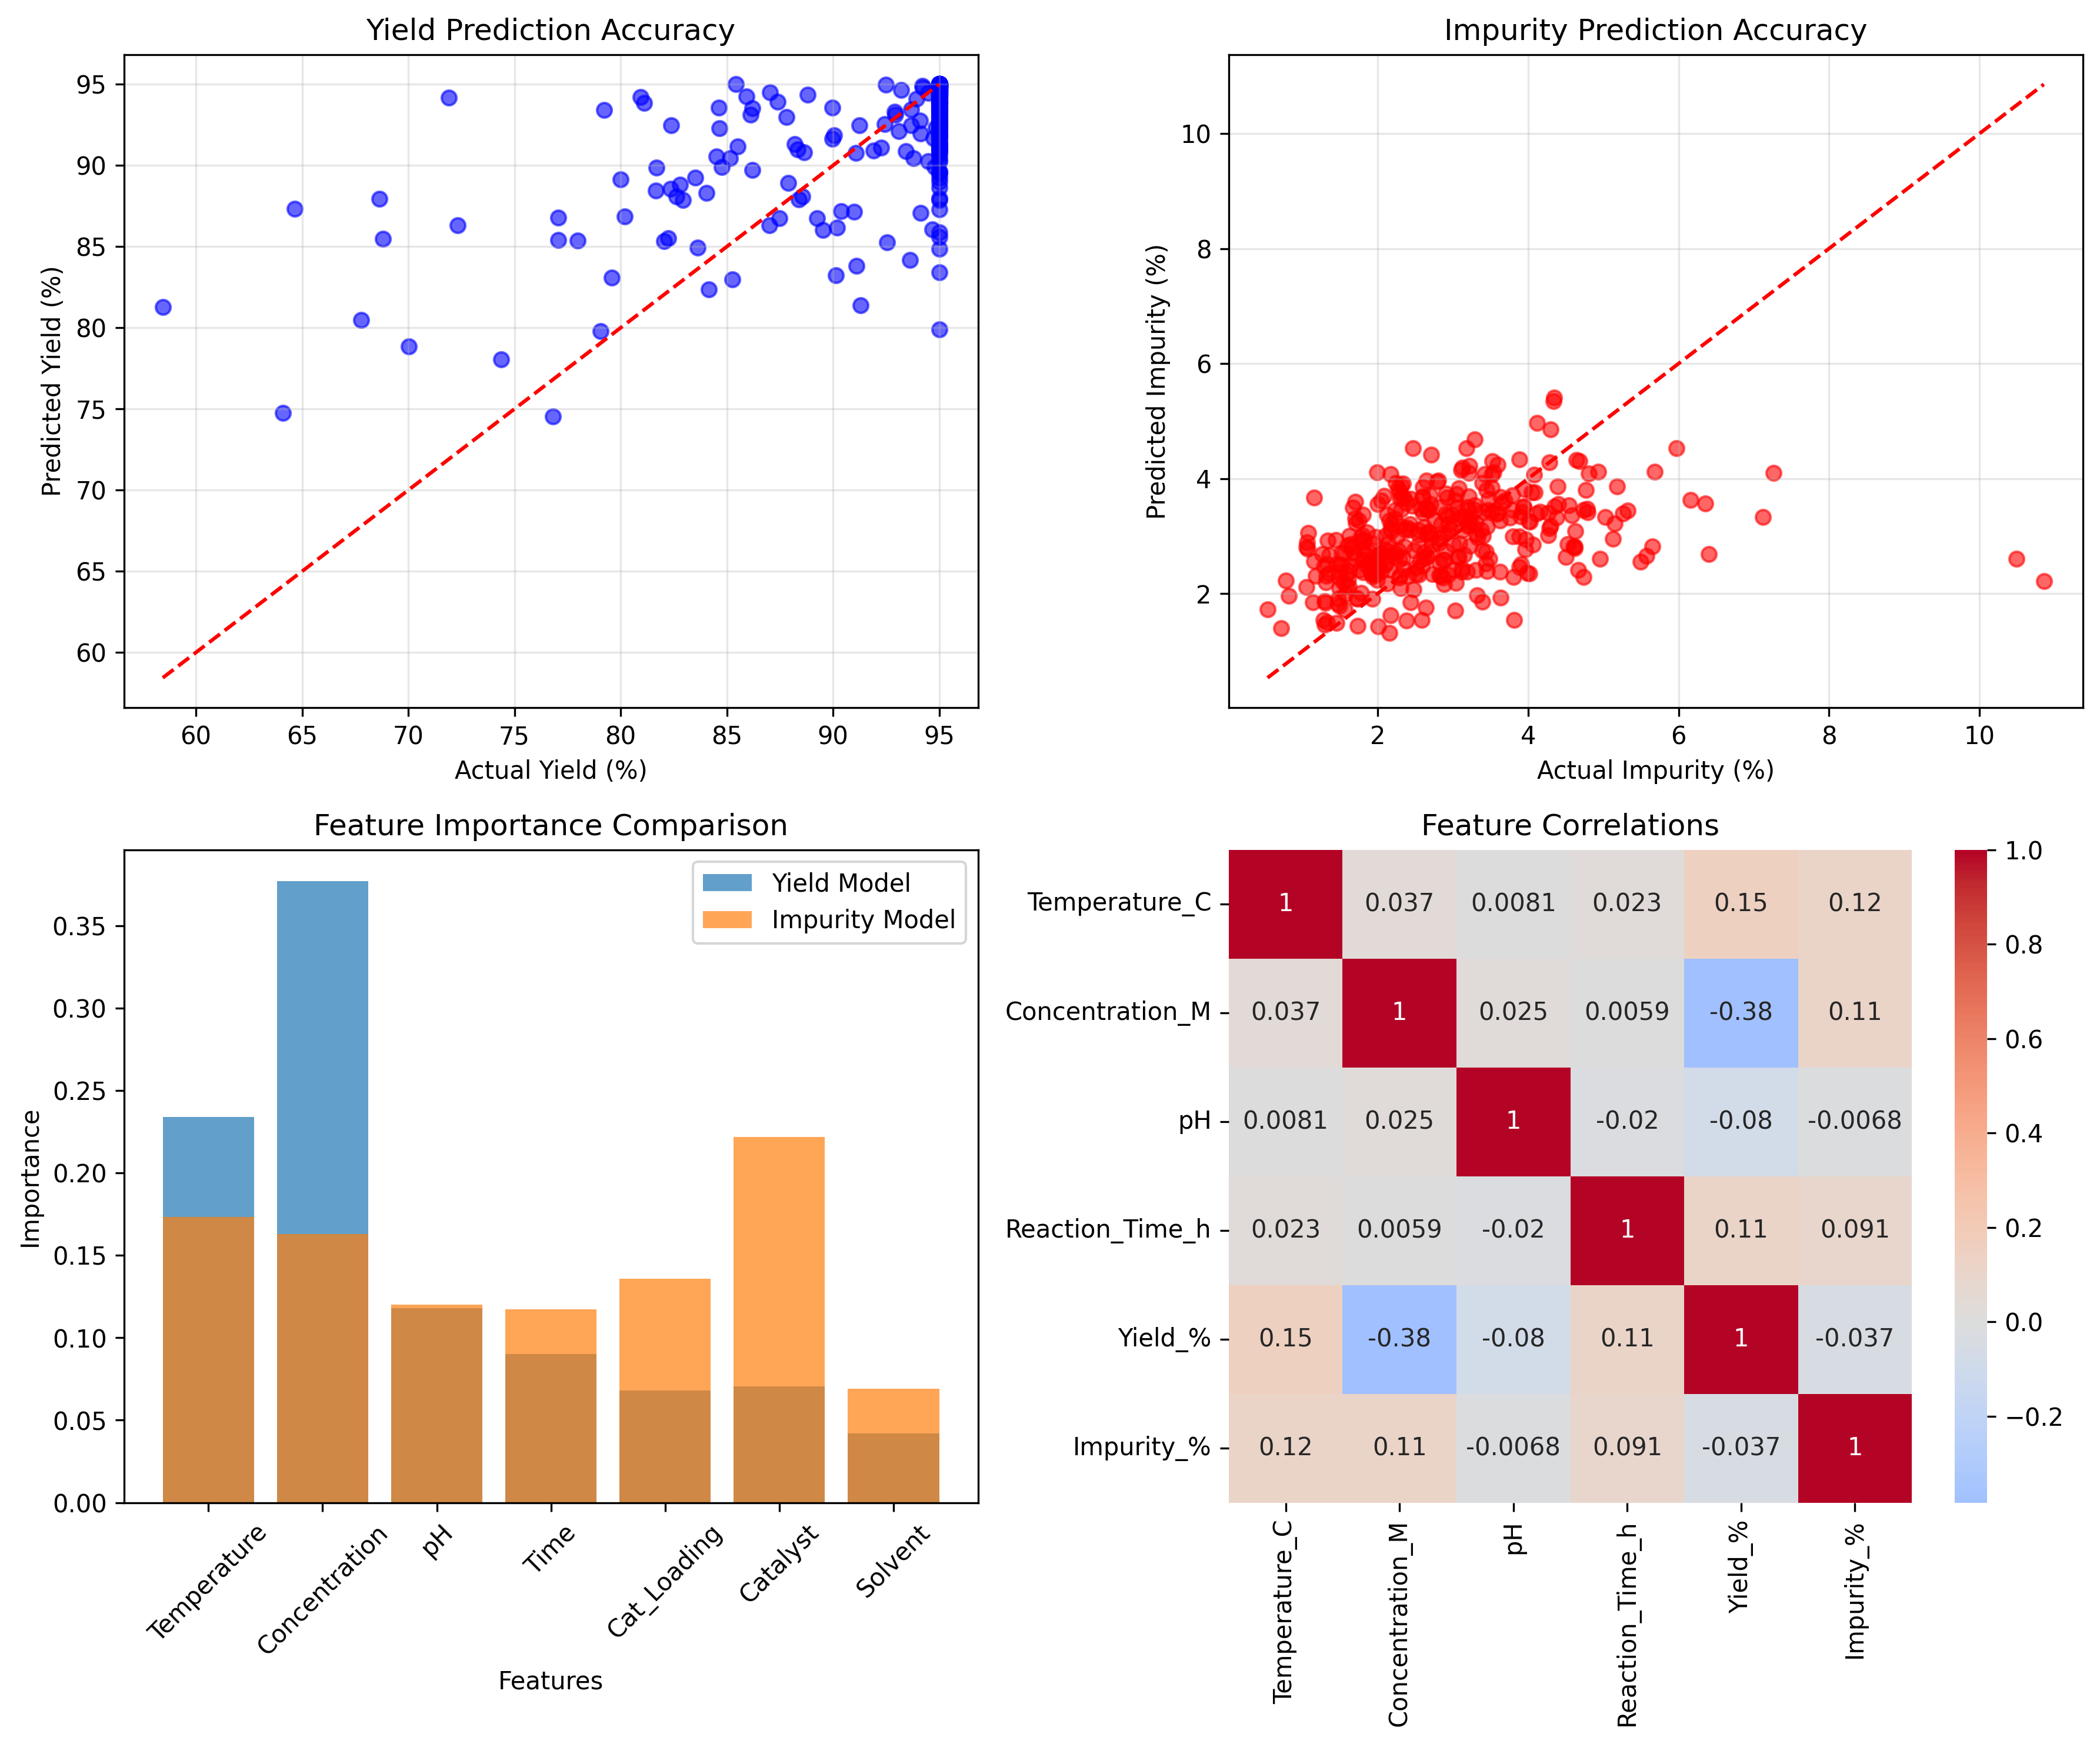 Yield Prediction Accuracy
Predicted Yield (%)
95
90
85
80
75
70
65
60
60 65 70 75 80 85 90 95
Actual Yield (%)
Impurity Prediction Accuracy
Predicted Impurity (%)
10
8
6
4
2
2 4 6 8 10
Actual Impurity (%)
Feature Importance Comparison
Yield Model
Impurity Model
Importance
0.35
0.30
0.25
0.20
0.15
0.10
0.05
0.00
Temperature Concentration pH Time Cat_Loading Catalyst Solvent
Features
Feature Correlations
Temperature_C 1 0.037 0.0081 0.023 0.15 0.12
Concentration_M 0.037 1 0.025 0.0059 -0.38 0.11
pH 0.0081 0.025 1 -0.02 -0.08 -0.0068
Reaction_Time_h 0.023 0.0059 -0.02 1 0.11 0.091
Yield_% 0.15 -0.38 -0.08 0.11 1 -0.037
Impurity_% 0.12 0.11 -0.0068 0.091 -0.037 1
Temperature_C Concentration_M pH Reaction_Time_h Yield_% Impurity_%
1.0
0.8
0.6
0.4
0.2
0.0
−0.2